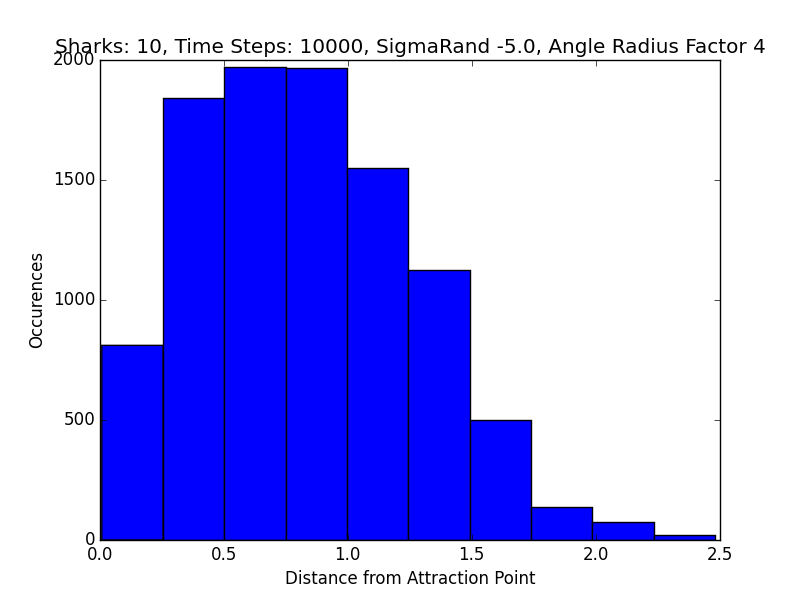 Sharks: 10, Time Steps: 10000, SigmaRand -5.0, Angle Radius Factor 4
2000
1500
1000
500
0
Occurences
0.0 0.5 1.0 1.5 2.0 2.5
Distance from Attraction Point